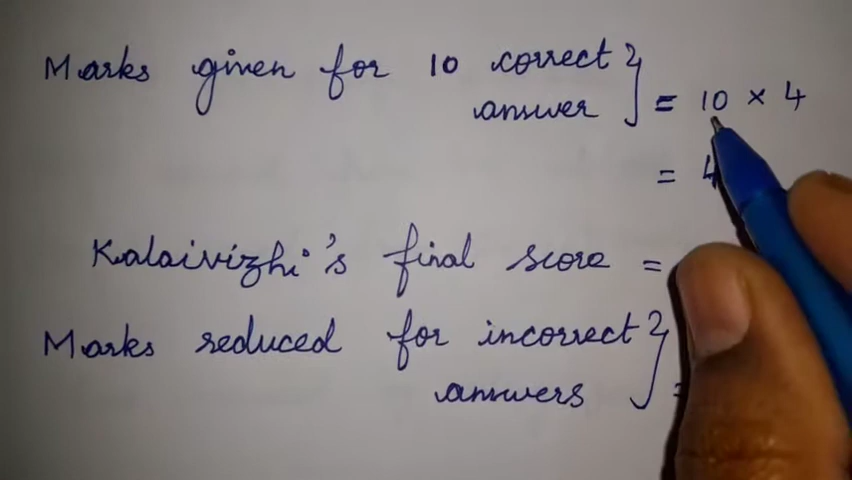 Marks given for 10 correct
answer } = 10 × 4
= 4
Kalaivizhi's final score =
Marks reduced for incorrect
answers } =